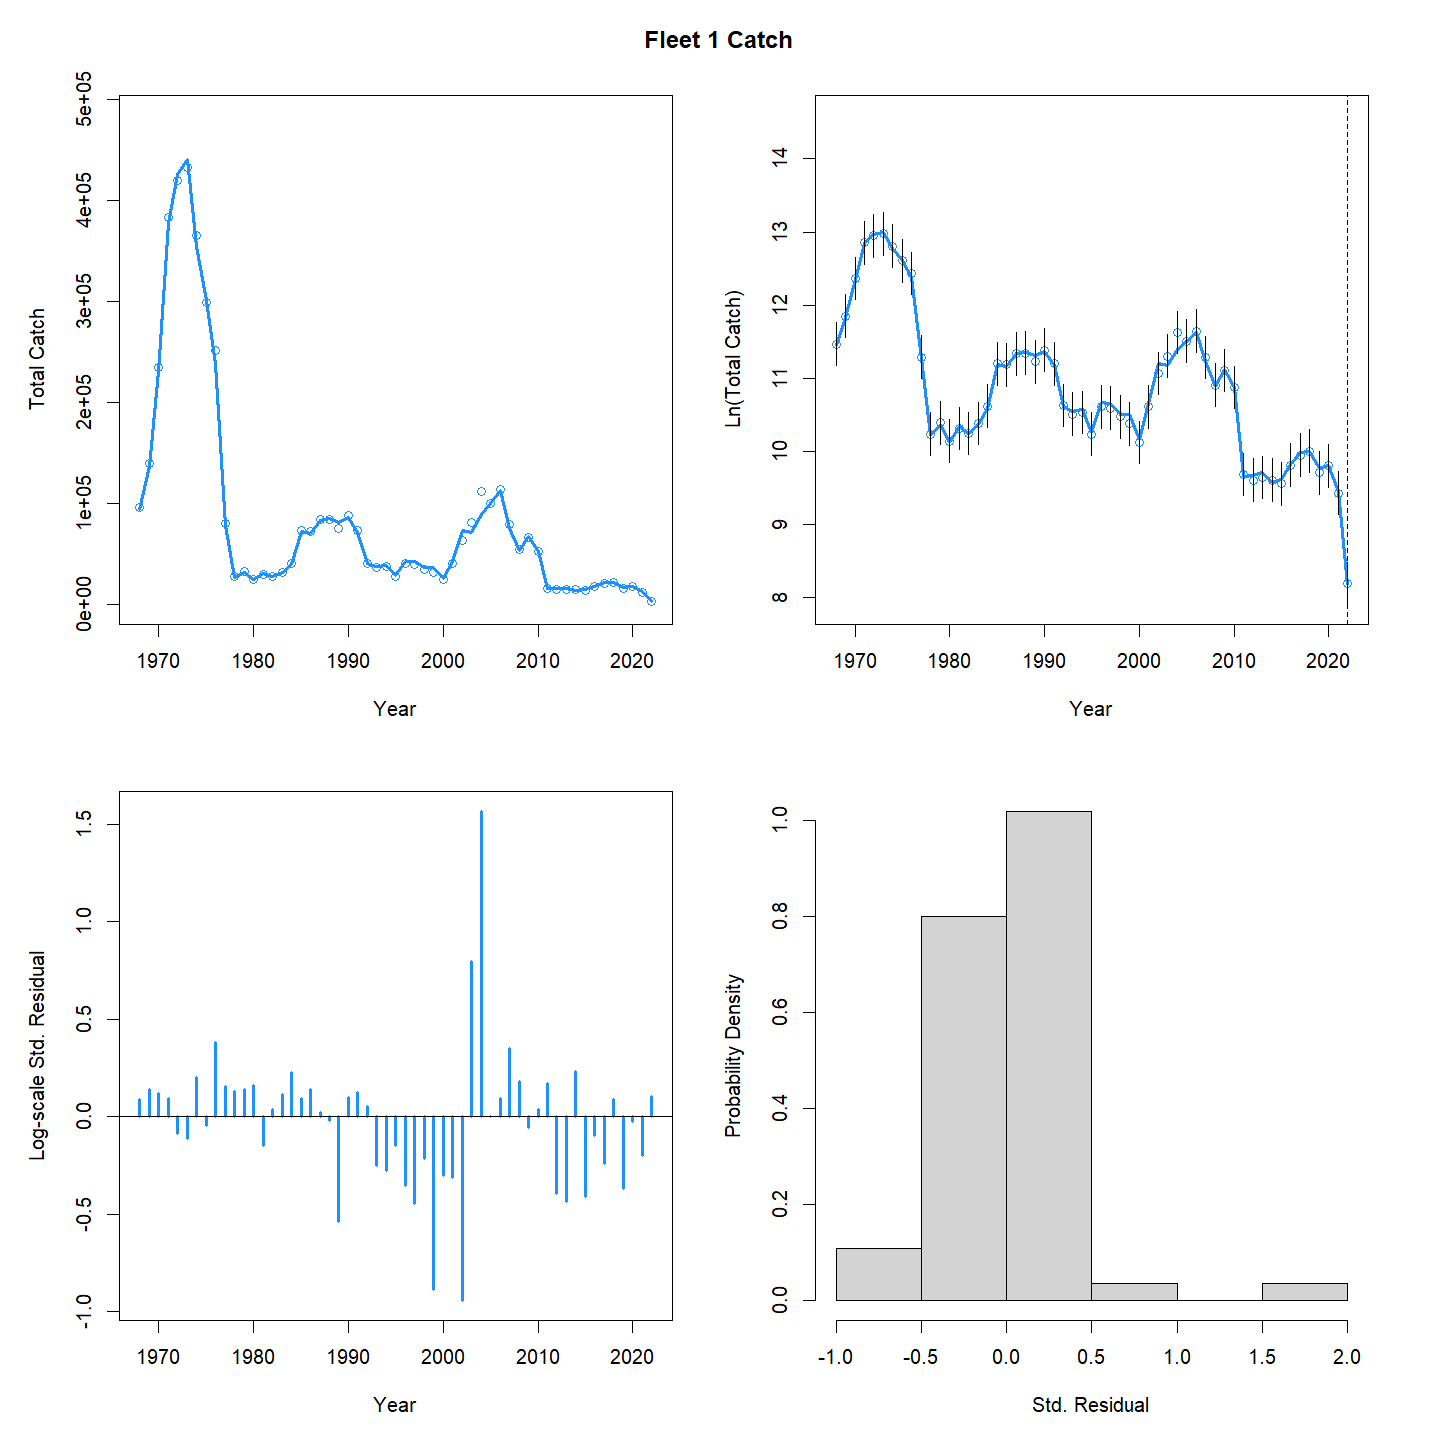 Fleet 1 Catch
Total Catch
0e+00 1e+05 2e+05 3e+05 4e+05 5e+05
1970 1980 1990 2000 2010 2020
Year
Ln(Total Catch)
8 9 10 11 12 13 14
1970 1980 1990 2000 2010 2020
Year
Log-scale Std. Residual
-1.0 -0.5 0.0 0.5 1.0 1.5
1970 1980 1990 2000 2010 2020
Year
Probability Density
0.0 0.2 0.4 0.6 0.8 1.0
-1.0 -0.5 0.0 0.5 1.0 1.5 2.0
Std. Residual